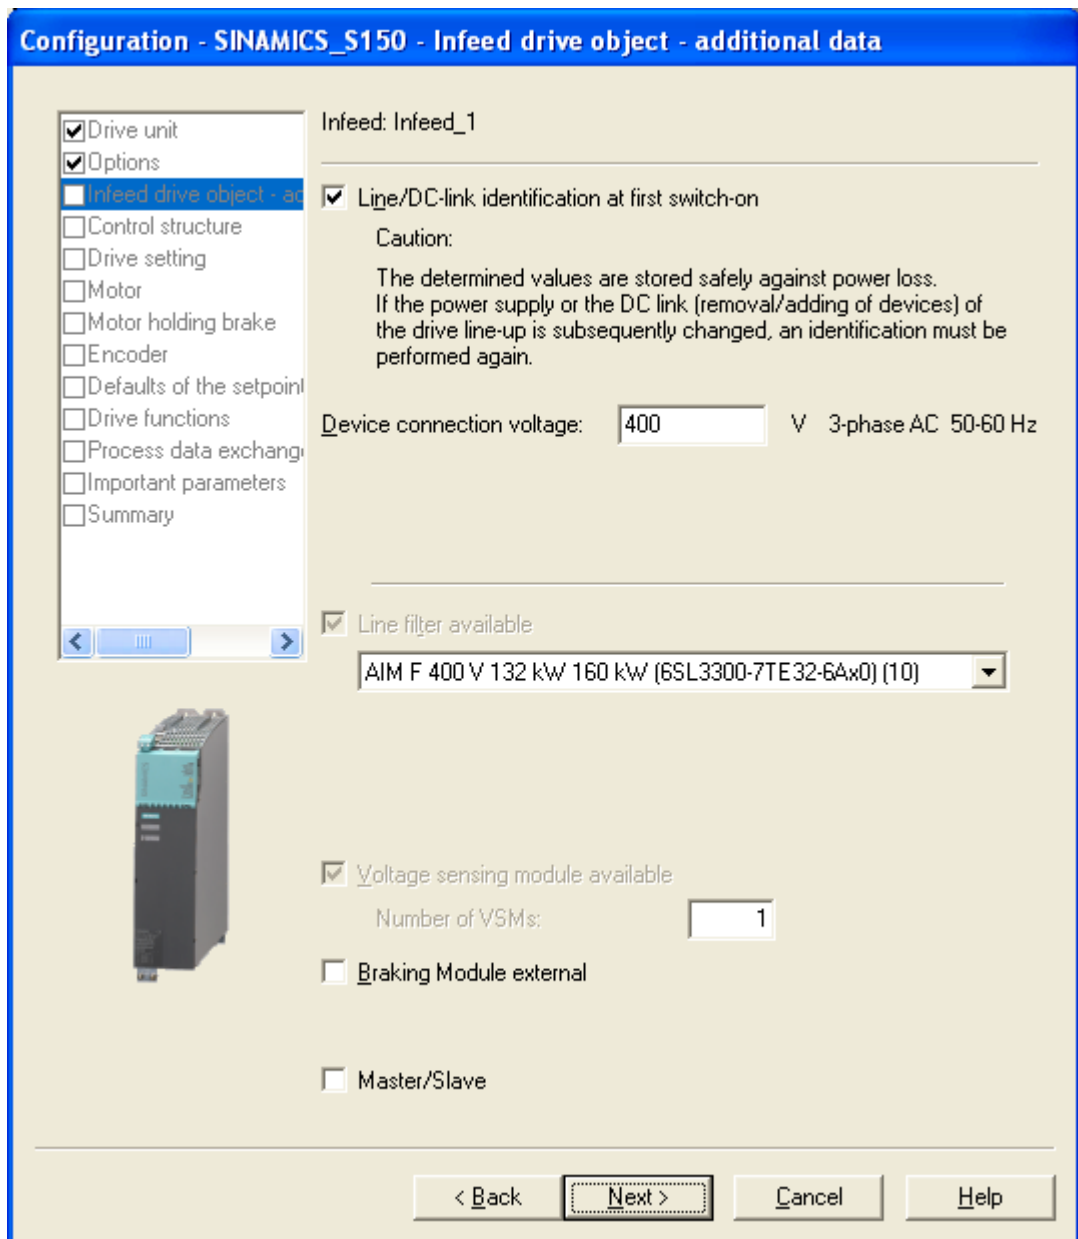 Configuration - SINAMICS_S150 - Infeed drive object - additional data
Drive unit
Options
Infeed drive object - ad
Control structure
Drive setting
Motor
Motor holding brake
Encoder
Defaults of the setpoint
Drive functions
Process data exchang
Important parameters
Summary
Infeed: Infeed_1
Line/DC-link identification at first switch-on
Caution:
The determined values are stored safely against power loss.
If the power supply or the DC link (removal/adding of devices) of
the drive line-up is subsequently changed, an identification must be
performed again.
Device connection voltage: 400 V 3-phase AC 50-60 Hz
Line filter available
AIM F 400 V 132 kW 160 kW (6SL3300-7TE32-6Ax0) (10)
Voltage sensing module available
Number of VSMs: 1
Braking Module external
Master/Slave
< Back Next > Cancel Help